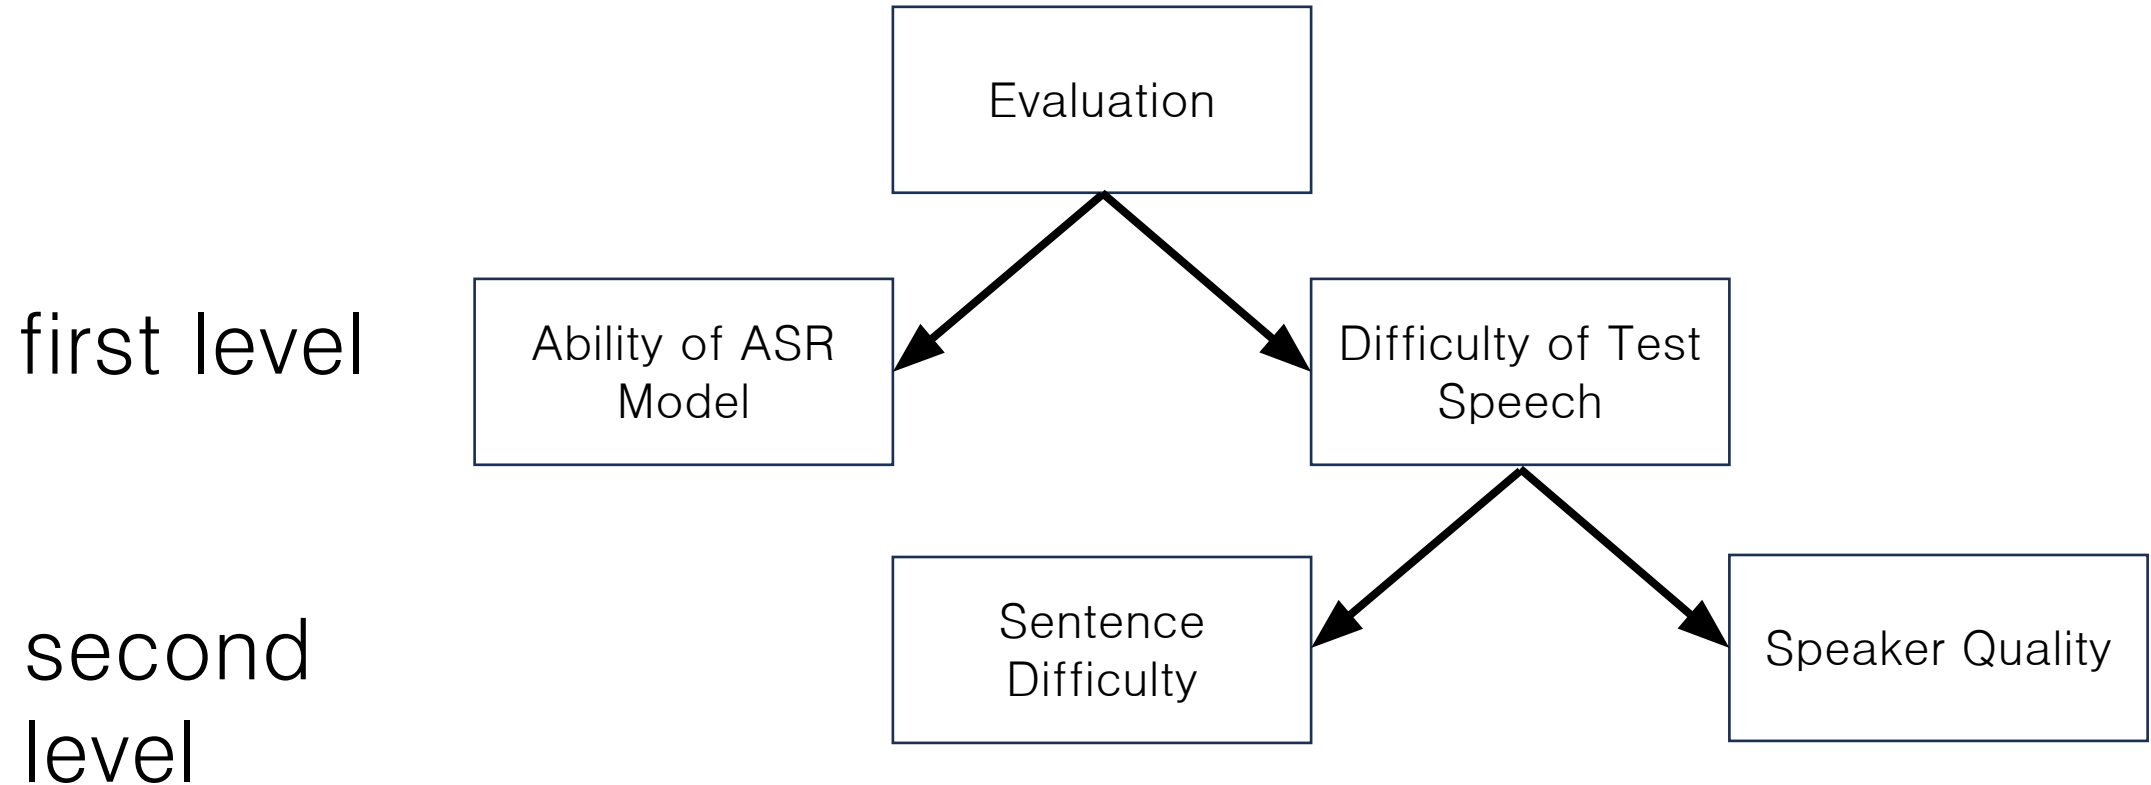 Evaluation
first level
Ability of ASR
Model
Difficulty of Test
Speech
second
level
Sentence
Difficulty
Speaker Quality